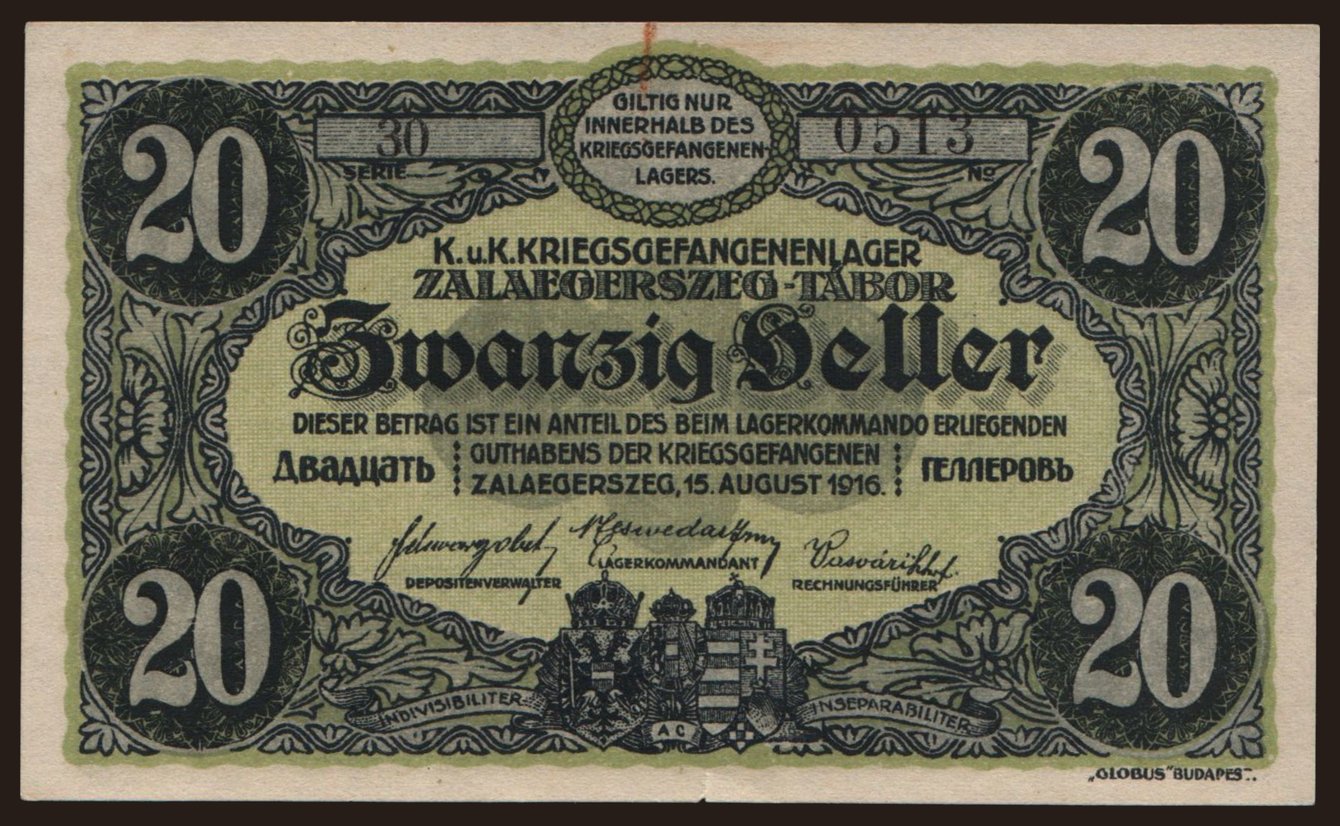 20
30
SERIE
GILTIG NUR
INNERHALB DES
KRIEGSGEFANGENEN-
LAGERS.
0513
No
20
K. u. K. KRIEGSGEFANGENENLAGER
ZALAEGERSZEG-TÁBOR
Zwanzig Heller
DIESER BETRAG IST EIN ANTEIL DES BEIM LAGERKOMMANDO ERLIEGENDEN
Двадцать GUTHABENS DER KRIEGSGEFANGENEN геллеровъ
ZALAEGERSZEG, 15. AUGUST 1916.
DEPOSITENVERWALTER
LAGERKOMMANDANT
RECHNUNGSFÜHRER
20
INDIVISIBILITER
AC
INSEPARABILITER
20
„GLOBUS" BUDAPEST.